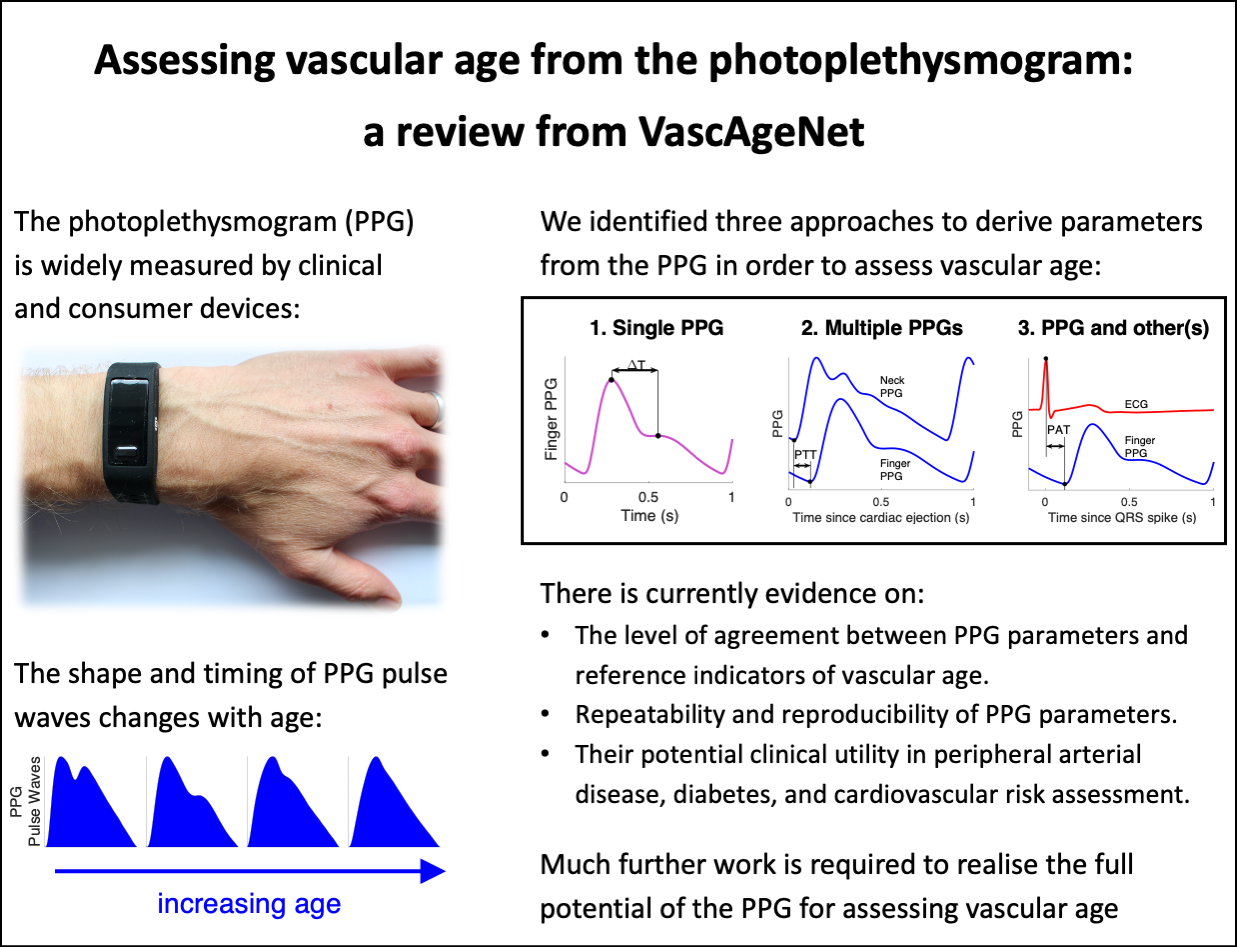 Assessing vascular age from the photoplethysmogram:
a review from VascAgeNet
The photoplethysmogram (PPG)
is widely measured by clinical
and consumer devices:
The shape and timing of PPG pulse
waves changes with age:
PPG
Pulse Waves
increasing age
We identified three approaches to derive parameters
from the PPG in order to assess vascular age:
1. Single PPG
ΔT
Finger PPG
0 0.5 1
Time (s)
2. Multiple PPGs
Neck
PPG
PPG
PTT
Finger
PPG
0 0.5 1
Time since cardiac ejection (s)
3. PPG and other(s)
ECG
PPG
PAT
Finger
PPG
0 0.5 1
Time since QRS spike (s)
There is currently evidence on:
• The level of agreement between PPG parameters and
reference indicators of vascular age.
• Repeatability and reproducibility of PPG parameters.
• Their potential clinical utility in peripheral arterial
disease, diabetes, and cardiovascular risk assessment.
Much further work is required to realise the full
potential of the PPG for assessing vascular age